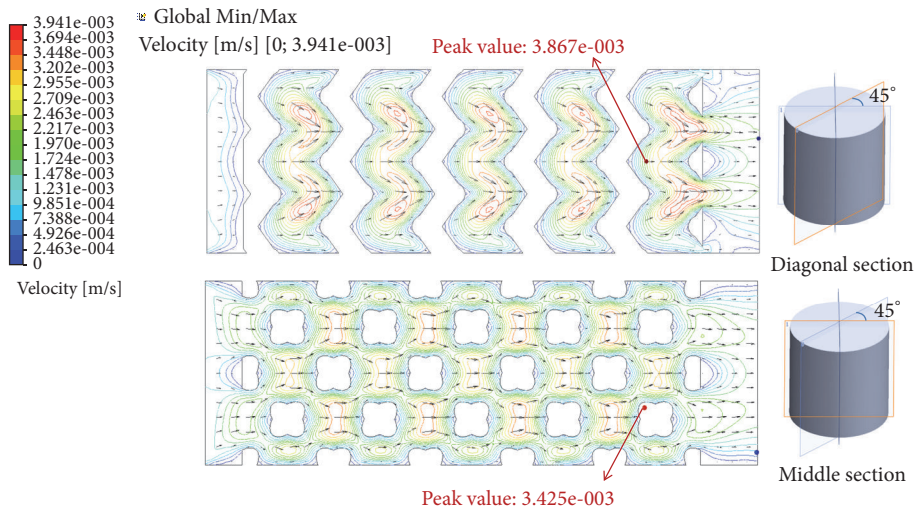 3.941e-003
3.694e-003
3.448e-003
3.202e-003
2.955e-003
2.709e-003
2.463e-003
2.217e-003
1.970e-003
1.724e-003
1.478e-003
1.231e-003
9.851e-004
7.388e-004
4.926e-004
2.463e-004
0
Velocity [m/s]
Global Min/Max
Velocity [m/s] [0; 3.941e-003]
Peak value: 3.867e-003
45°
Diagonal section
45°
Middle section
Peak value: 3.425e-003